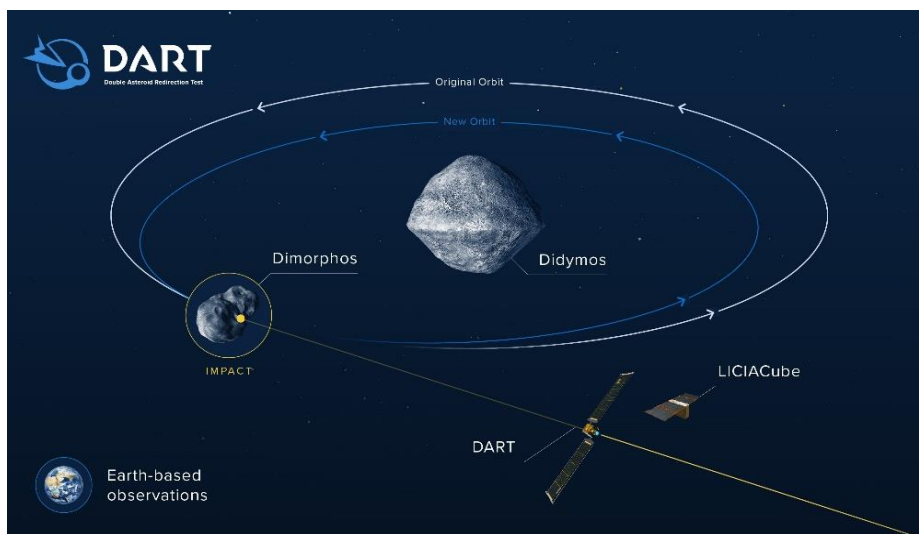 DART
Double Asteroid Redirection Test
Original Orbit
New Orbit
Dimorphos
Didymos
IMPACT
LICIACube
DART
Earth-based
observations